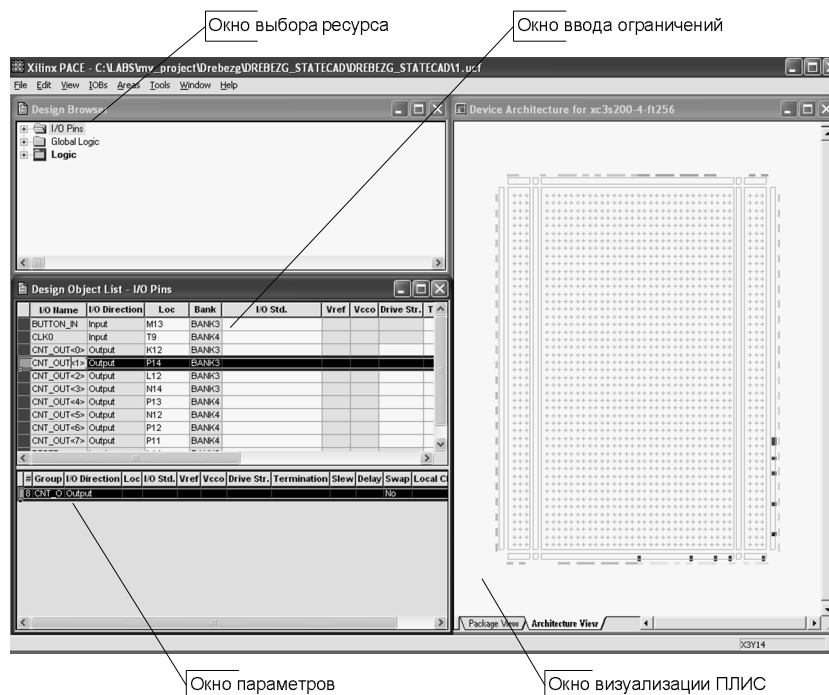 Окно выбора ресурса
Окно ввода ограничений
Xilinx PACE - C:\LABS\my_project\Drebezg\DREBEZG_STATECAD\DREBEZG_STATECAD\1.ucf
File Edit View IOBs Areas Tools Window Help
Design Browser
I/O Pins
Global Logic
Logic
Device Architecture for xc3s200-4-ft256
Design Object List - I/O Pins
I/O Name I/O Direction Loc Bank I/O Std. Vref Vcco Drive Str. T
BUTTON_IN Input M13 BANK3
CLK0 Input T9 BANK4
CNT_OUT<0> Output K12 BANK3
CNT_OUT<1> Output P14 BANK3
CNT_OUT<2> Output L12 BANK3
CNT_OUT<3> Output N14 BANK3
CNT_OUT<4> Output P13 BANK4
CNT_OUT<5> Output N12 BANK4
CNT_OUT<6> Output P12 BANK4
CNT_OUT<7> Output P11 BANK4
# Group I/O Direction Loc I/O Std. Vref Vcco Drive Str. Termination Slew Delay Swap Local Cl
8 CNT_O Output No
Package View Architecture View
X3Y14
Окно параметров
Окно визуализации ПЛИС